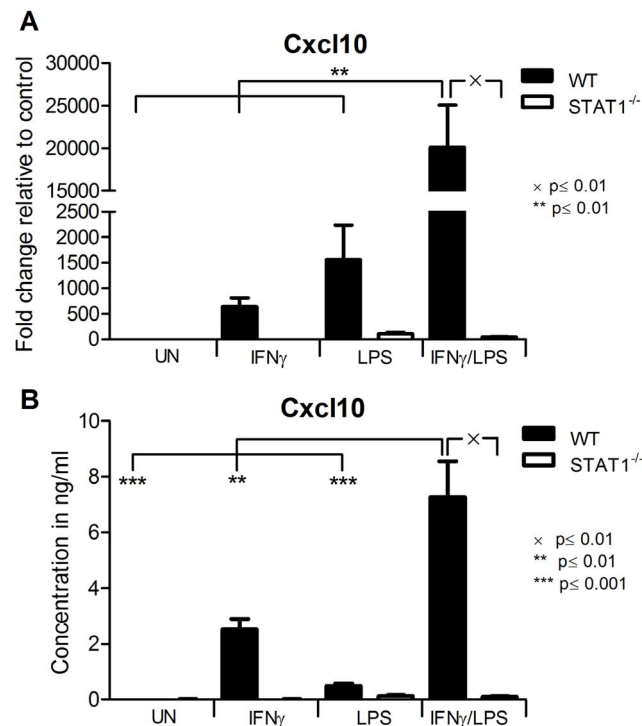 A
Cxcl10
Fold change relative to control
30000
25000
20000
15000
2500
2000
1500
1000
500
0
**
×
WT
STAT1-/-
× p≤ 0.01
** p≤ 0.01
UN IFNγ LPS IFNγ/LPS
B
Cxcl10
Concentration in ng/ml
10
8
6
4
2
0
*** ** ***
×
WT
STAT1-/-
× p≤ 0.01
** p≤ 0.01
*** p≤ 0.001
UN IFNγ LPS IFNγ/LPS